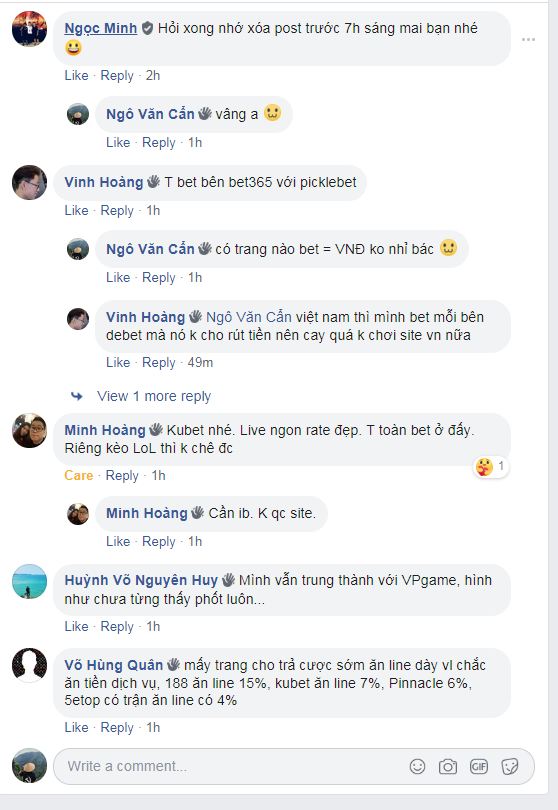 Ngọc Minh Hỏi xong nhớ xóa post trước 7h sáng mai bạn nhé
😀
Like · Reply · 2h
Ngô Văn Cẩn 👋 vâng a 🙂
Like · Reply · 1h
Vinh Hoàng 👋 T bet bên bet365 với picklebet
Like · Reply · 1h
Ngô Văn Cẩn 👋 có trang nào bet = VNĐ ko nhỉ bác 🙂
Like · Reply · 1h
Vinh Hoàng 👋 Ngô Văn Cẩn việt nam thì mình bet mỗi bên
debet mà nó k cho rút tiền nên cay quá k chơi site vn nữa
Like · Reply · 49m
View 1 more reply
Minh Hoàng 👋 Kubet nhé. Live ngon rate đẹp. T toàn bet ở đấy.
Riêng kèo LoL thì k chê đc
1
Care · Reply · 1h
Minh Hoàng 👋 Cần ib. K qc site.
Like · Reply · 1h
Huỳnh Võ Nguyên Huy 👋 Mình vẫn trung thành với VPgame, hình
như chưa từng thấy phốt luôn...
Like · Reply · 1h
Võ Hùng Quân 👋 mấy trang cho trả cược sớm ăn line dày vl chắc
ăn tiền dịch vụ, 188 ăn line 15%, kubet ăn line 7%, Pinnacle 6%,
5etop có trận ăn line có 4%
Like · Reply · 1h
Write a comment...
GIF